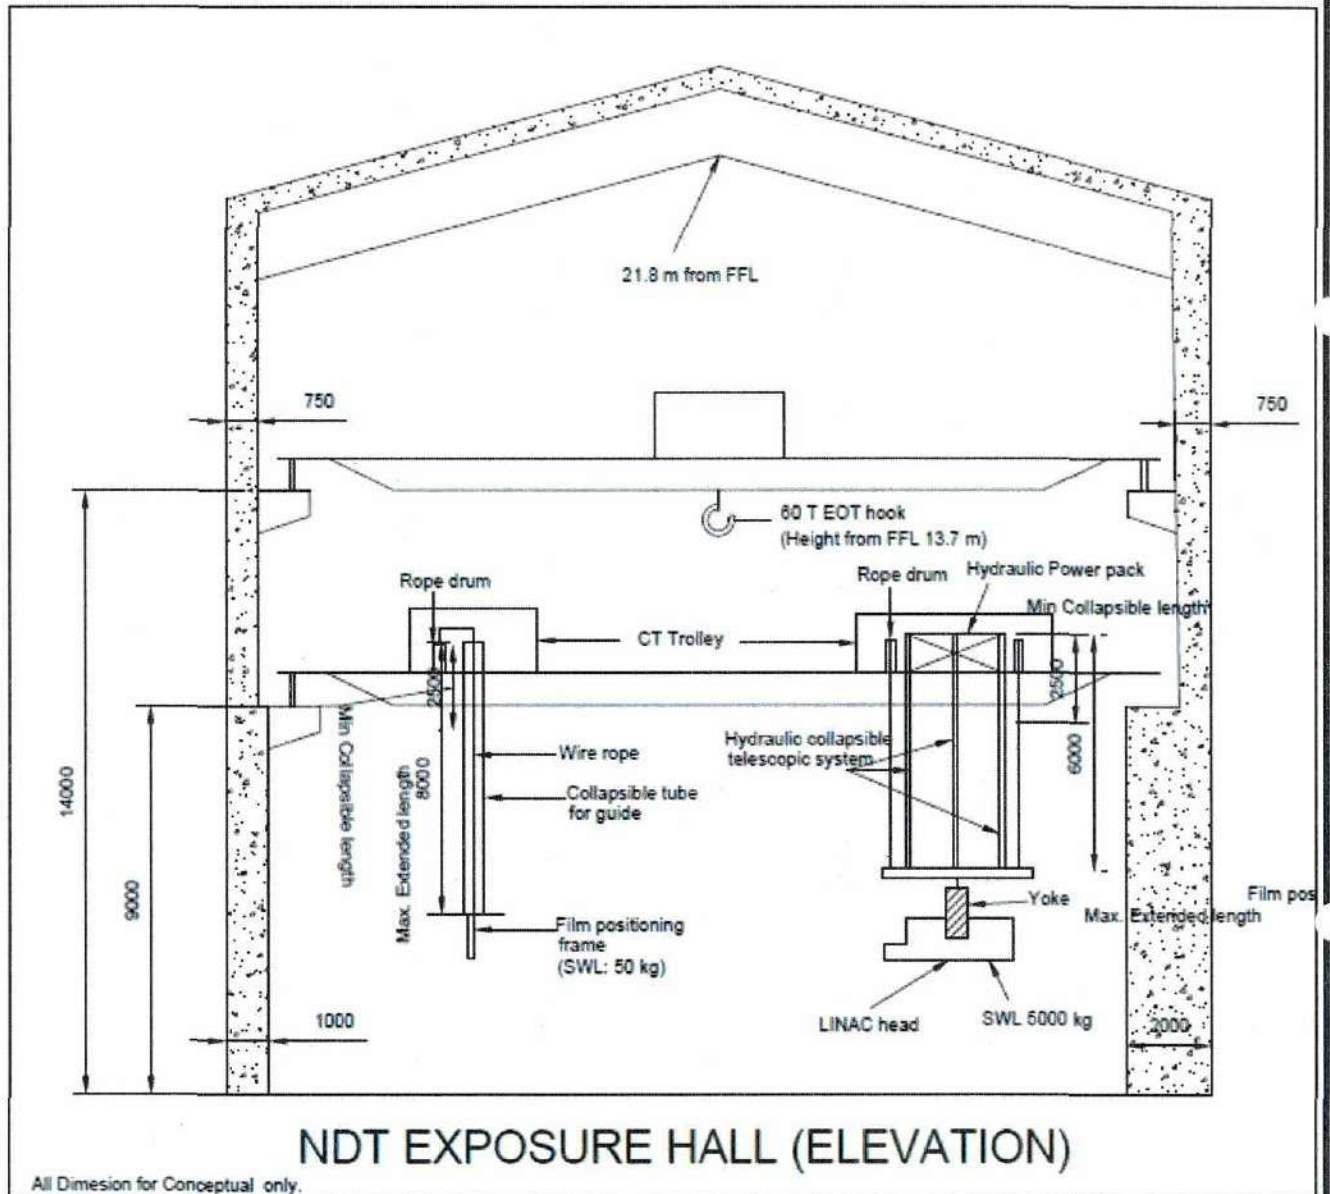 21.8 m from FFL
750
750
60 T EOT hook
(Height from FFL 13.7 m)
Rope drum
Rope drum
Hydraulic Power pack
Min Collapsible length
CT Trolley
2500
2500
Min Collapsible length
Wire rope
Hydraulic collapsible
telescopic system
6000
14000
Max. Extended length
8000
Collapsible tube
for guide
9000
Yoke
Film pos
Max. Extended length
Film positioning
frame
(SWL: 50 kg)
1000
LINAC head
SWL 5000 kg
2000
NDT EXPOSURE HALL (ELEVATION)
All Dimesion for Conceptual only.